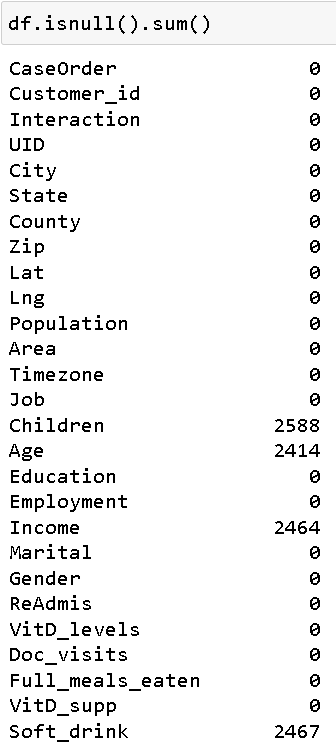 df.isnull().sum()
CaseOrder 0
Customer_id 0
Interaction 0
UID 0
City 0
State 0
County 0
Zip 0
Lat 0
Lng 0
Population 0
Area 0
Timezone 0
Job 0
Children 2588
Age 2414
Education 0
Employment 0
Income 2464
Marital 0
Gender 0
ReAdmis 0
VitD_levels 0
Doc_visits 0
Full_meals_eaten 0
VitD_supp 0
Soft_drink 2467